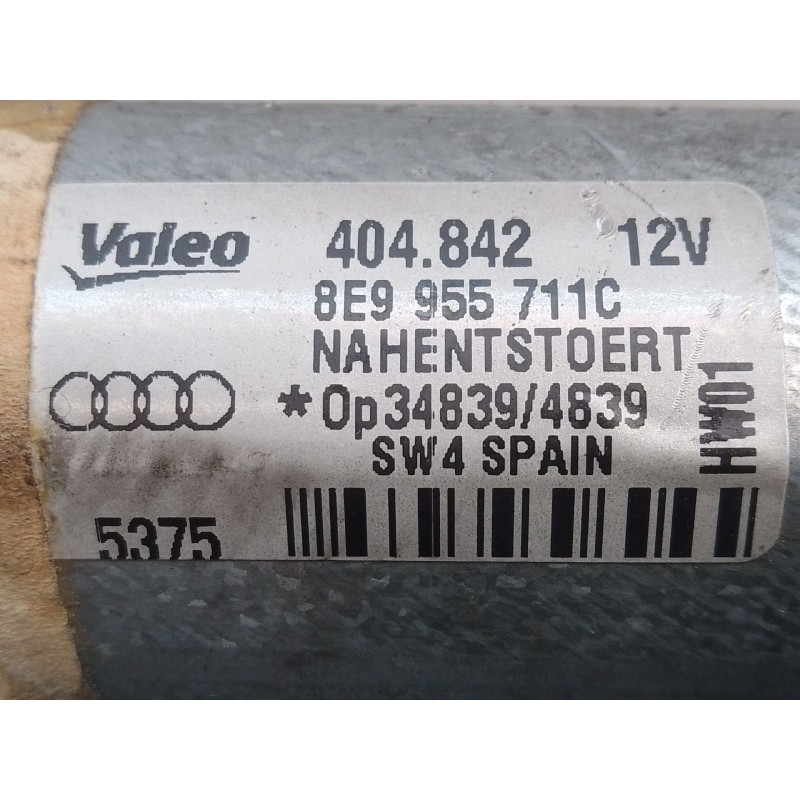 Valeo 404.842 12V
8E9 955 711C
NAHENTSTOERT
*Op34839/4839
SW4 SPAIN
HW01
5375